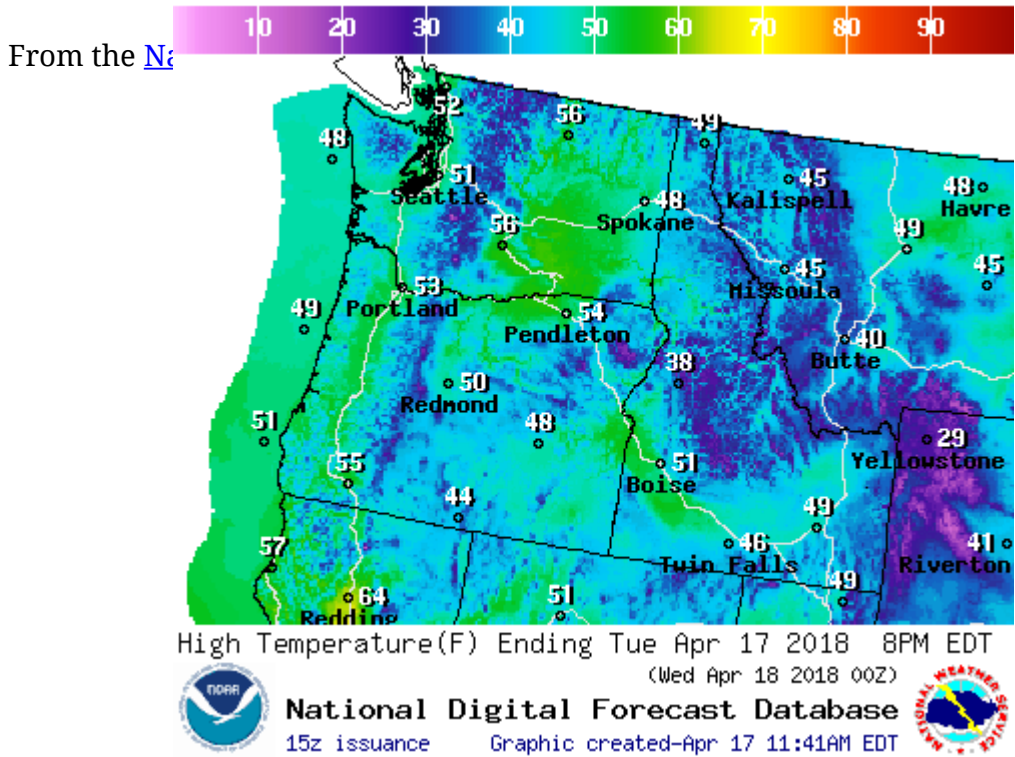 10 20 30 40 50 60 70 80 90
From the Na
52
56
49
48
51
Seattle
45
Kalispell
48
Havre
48
Spokane
49
56
45
Missoula
45
53
Portland
49
54
Pendleton
40
Butte
38
50
Redmond
51
48
29
Yellowstone
55
51
Boise
44
49
46
Twin Falls
41
Riverton
57
64
Redding
51
49
High Temperature(F) Ending Tue Apr 17 2018 8PM EDT
(Wed Apr 18 2018 00Z)
National Digital Forecast Database
15z issuance Graphic created-Apr 17 11:41AM EDT
NOAA
NATIONAL WEATHER SERVICE